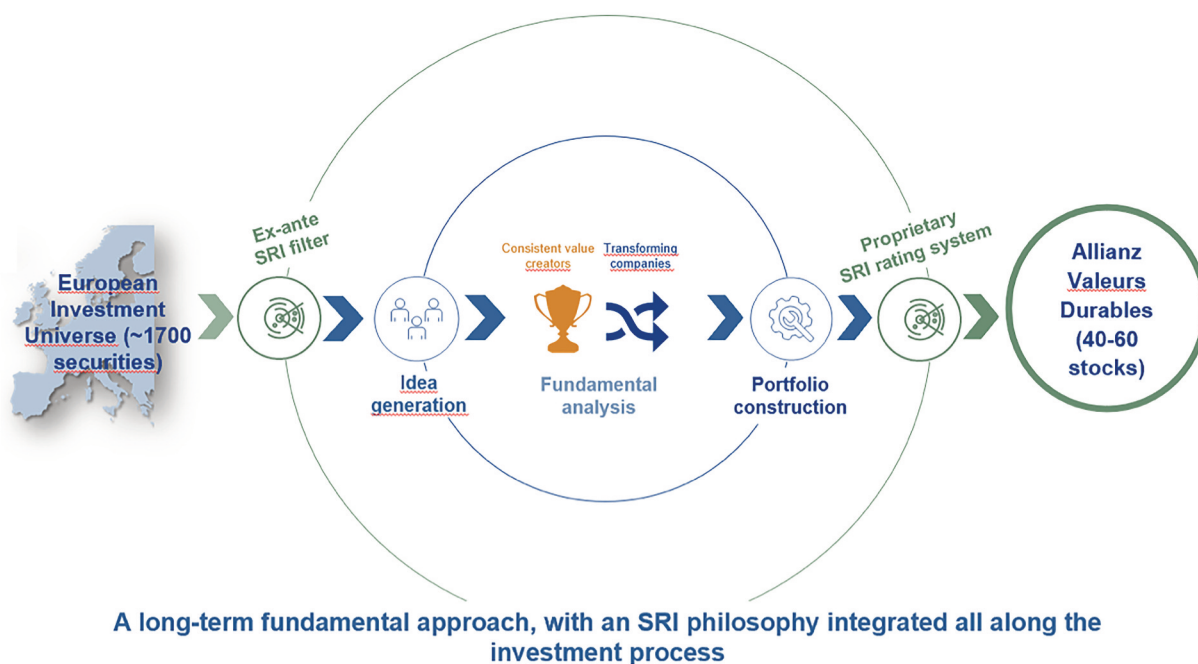 European
Investment
Universe (~1700
securities)
Ex-ante
SRI filter
Idea
generation
Consistent value
creators
Transforming
companies
Fundamental
analysis
Portfolio
construction
Proprietary
SRI rating system
Allianz
Valeurs
Durables
(40-60
stocks)
A long-term fundamental approach, with an SRI philosophy integrated all along the
investment process